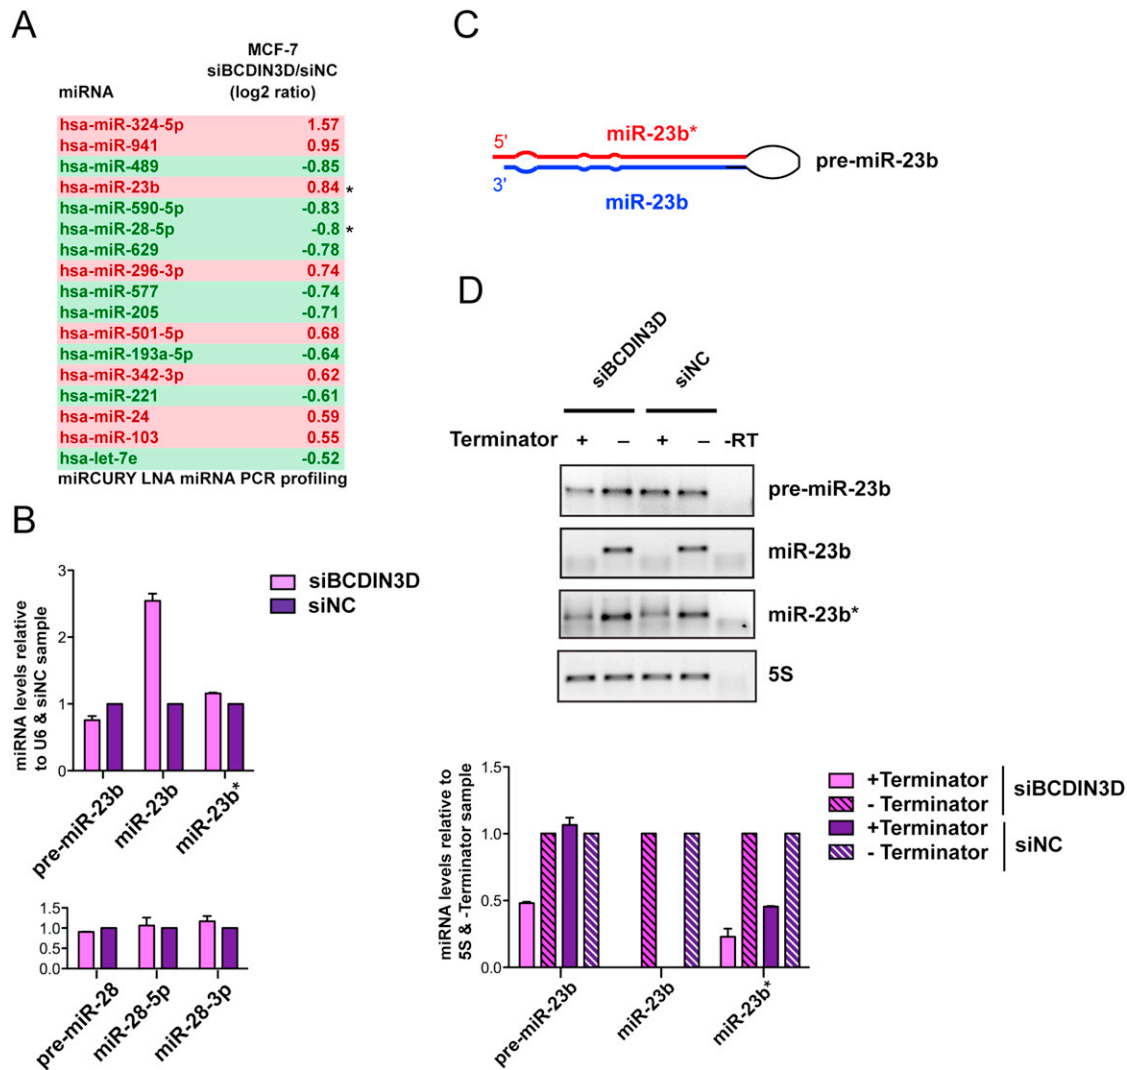 A
MCF-7
siBCDIN3D/siNC
miRNA (log2 ratio)
hsa-miR-324-5p 1.57
hsa-miR-941 0.95
hsa-miR-489 -0.85
hsa-miR-23b 0.84 *
hsa-miR-590-5p -0.83
hsa-miR-28-5p -0.8 *
hsa-miR-629 -0.78
hsa-miR-296-3p 0.74
hsa-miR-577 -0.74
hsa-miR-205 -0.71
hsa-miR-501-5p 0.68
hsa-miR-193a-5p -0.64
hsa-miR-342-3p 0.62
hsa-miR-221 -0.61
hsa-miR-24 0.59
hsa-miR-103 0.55
hsa-let-7e -0.52
miRCURY LNA miRNA PCR profiling
B
miRNA levels relative
to U6 & siNC sample
3
2
1
0
siBCDIN3D
siNC
pre-miR-23b
miR-23b
miR-23b*
1.5
1.0
0.5
0.0
pre-miR-28
miR-28-5p
miR-28-3p
C
5'
miR-23b*
pre-miR-23b
3'
miR-23b
D
siBCDIN3D
siNC
Terminator + – + – -RT
pre-miR-23b
miR-23b
miR-23b*
5S
miRNA levels relative to
5S & -Terminator sample
1.5
1.0
0.5
0.0
pre-miR-23b
miR-23b
miR-23b*
+Terminator
- Terminator
siBCDIN3D
+Terminator
- Terminator
siNC